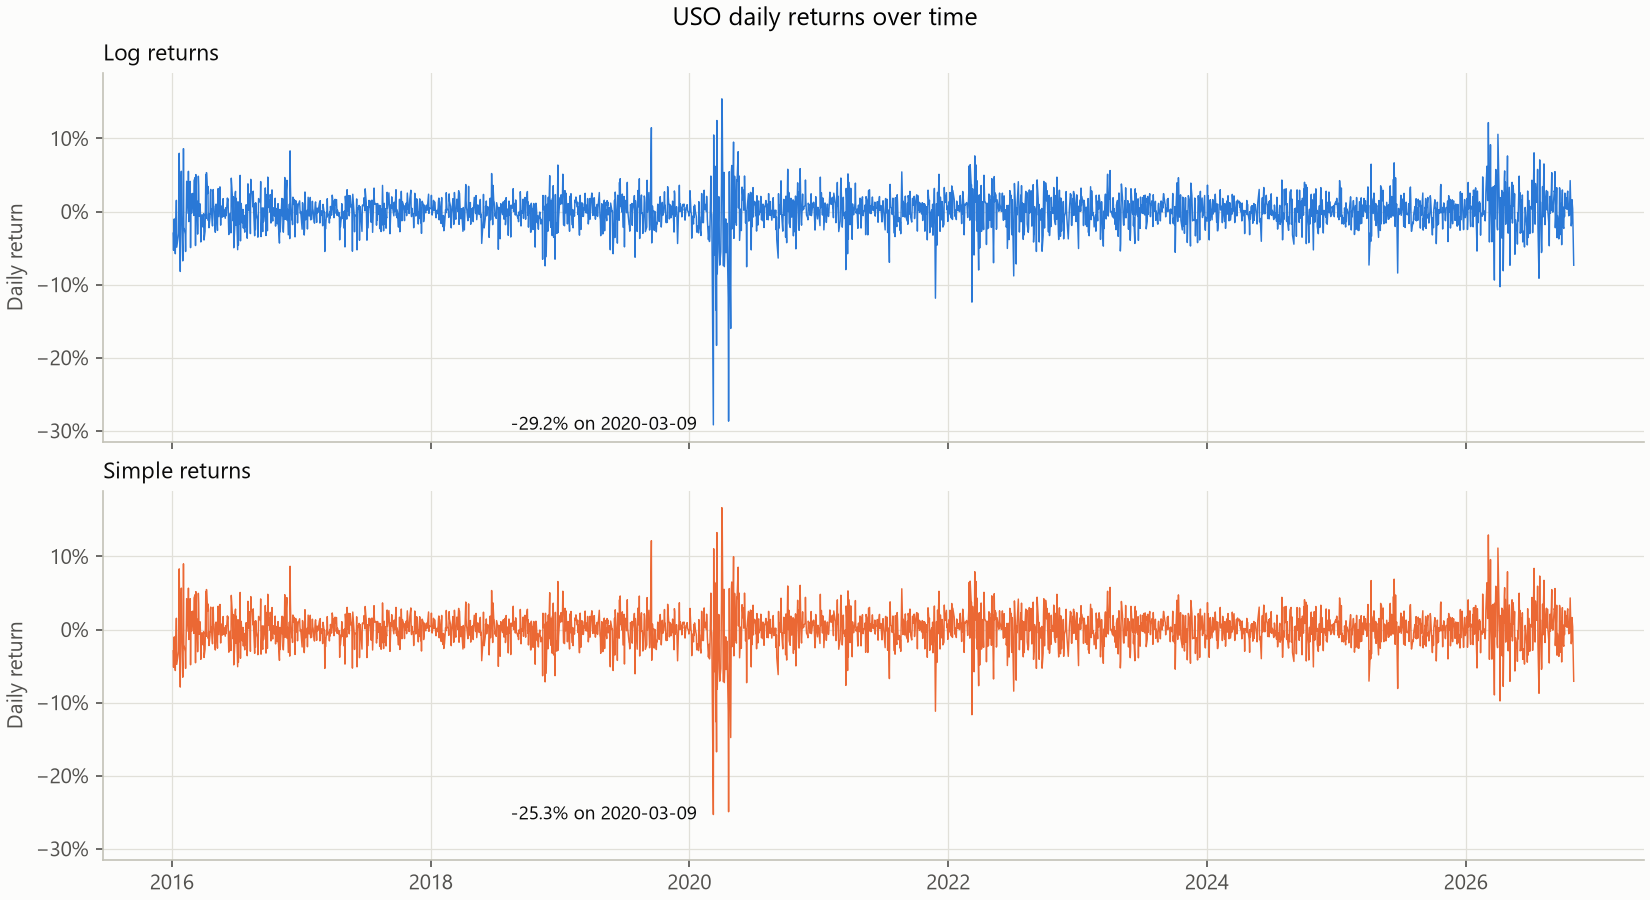 USO daily returns over time
Log returns
Daily return
10%
0%
−10%
−20%
−30%
-29.2% on 2020-03-09
Simple returns
Daily return
10%
0%
−10%
−20%
−30%
-25.3% on 2020-03-09
2016
2018
2020
2022
2024
2026